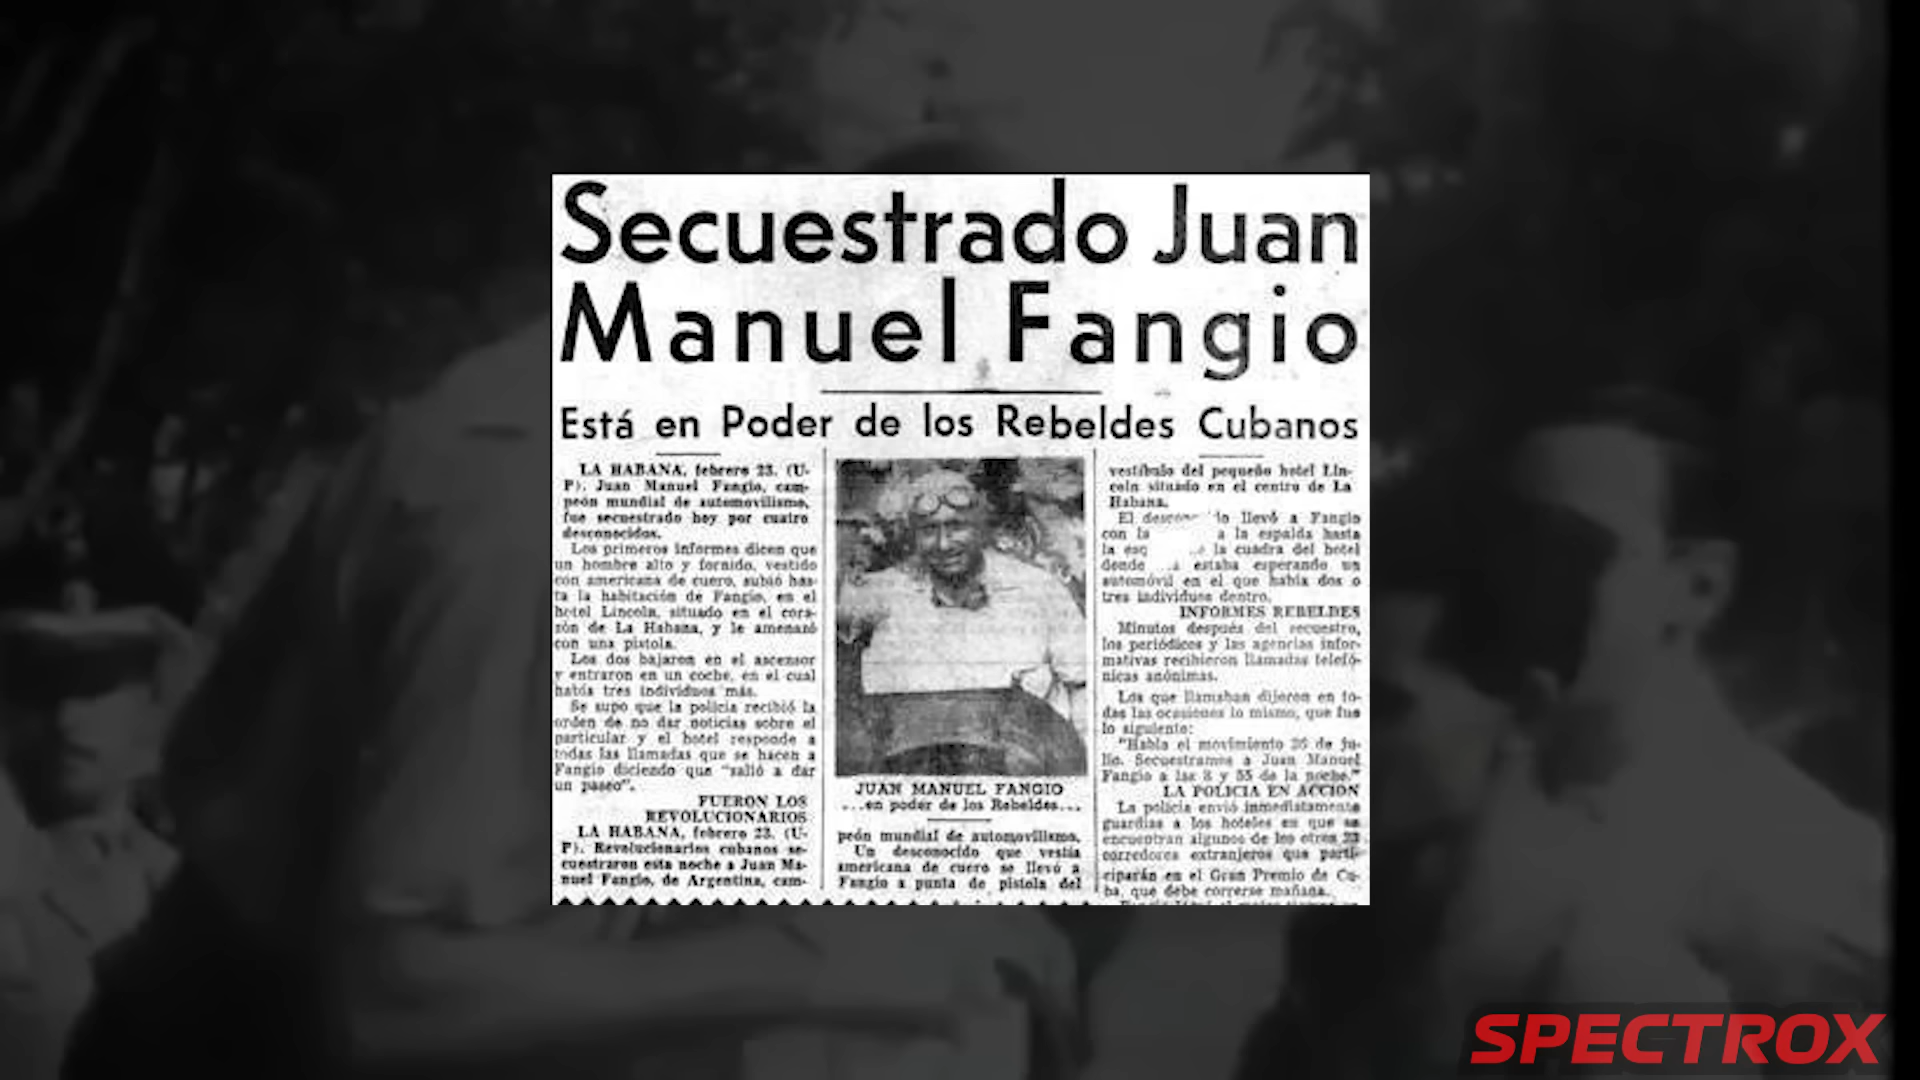 Secuestrado Juan
Manuel Fangio
Está en Poder de los Rebeldes Cubanos
LA HABANA, febrero 23. (U-
P). Juan Manuel Fangio, cam-
peón mundial de automovilismo,
fue secuestrado hoy por cuatro
desconocidos.
Los primeros informes dicen que
un hombre alto y fornido, vestido
con americana de cuero, subió has-
ta la habitación de Fangio, en el
hotel Lincoln, situado en el cora-
zón de La Habana, y le amenazó
con una pistola.
Los dos bajaron en el ascensor
y entraron en un coche, en el cual
había tres individuos más.
Se supo que la policía recibió la
orden de no dar noticias sobre el
particular y el hotel responde a
todas las llamadas que se hacen a
Fangio diciendo que "salió a dar
un paseo".
FUERON LOS
REVOLUCIONARIOS
LA HABANA, febrero 23. (U-
P). Revolucionarios cubanos se-
cuestraron esta noche a Juan Ma-
nuel Fangio, de Argentina, cam-
JUAN MANUEL FANGIO
...en poder de los Rebeldes...
peón mundial de automovilismo.
Un desconocido que vestía
americana de cuero se llevó a
Fangio a punta de pistola del
vestíbulo del pequeño hotel Lin-
coln situado en el centro de La
Habana.
El llevó a Fangio
con la a la espalda hasta
la la cuadra del hotel
donde estaba esperando un
automóvil en el que había dos o
tres individuos dentro.
INFORMES REBELDES
Minutos después del secuestro,
los periódicos y las agencias infor-
mativas recibieron llamadas telefó-
nicas anónimas.
Los que llamaban dijeron en to-
das las ocasiones lo mismo, que fue
lo siguiente:
"Habla el movimiento 26 de ju-
lio. Secuestramos a Juan Manuel
Fangio a las 8 y 55 de la noche."
LA POLICIA EN ACCION
La policía envió inmediatamente
guardias a los hoteles en que se
encuentran algunos de los otros
corredores extranjeros que parti-
ciparán en el Gran Premio de Cu-
ba, que debe correrse mañana.
SPECTROX